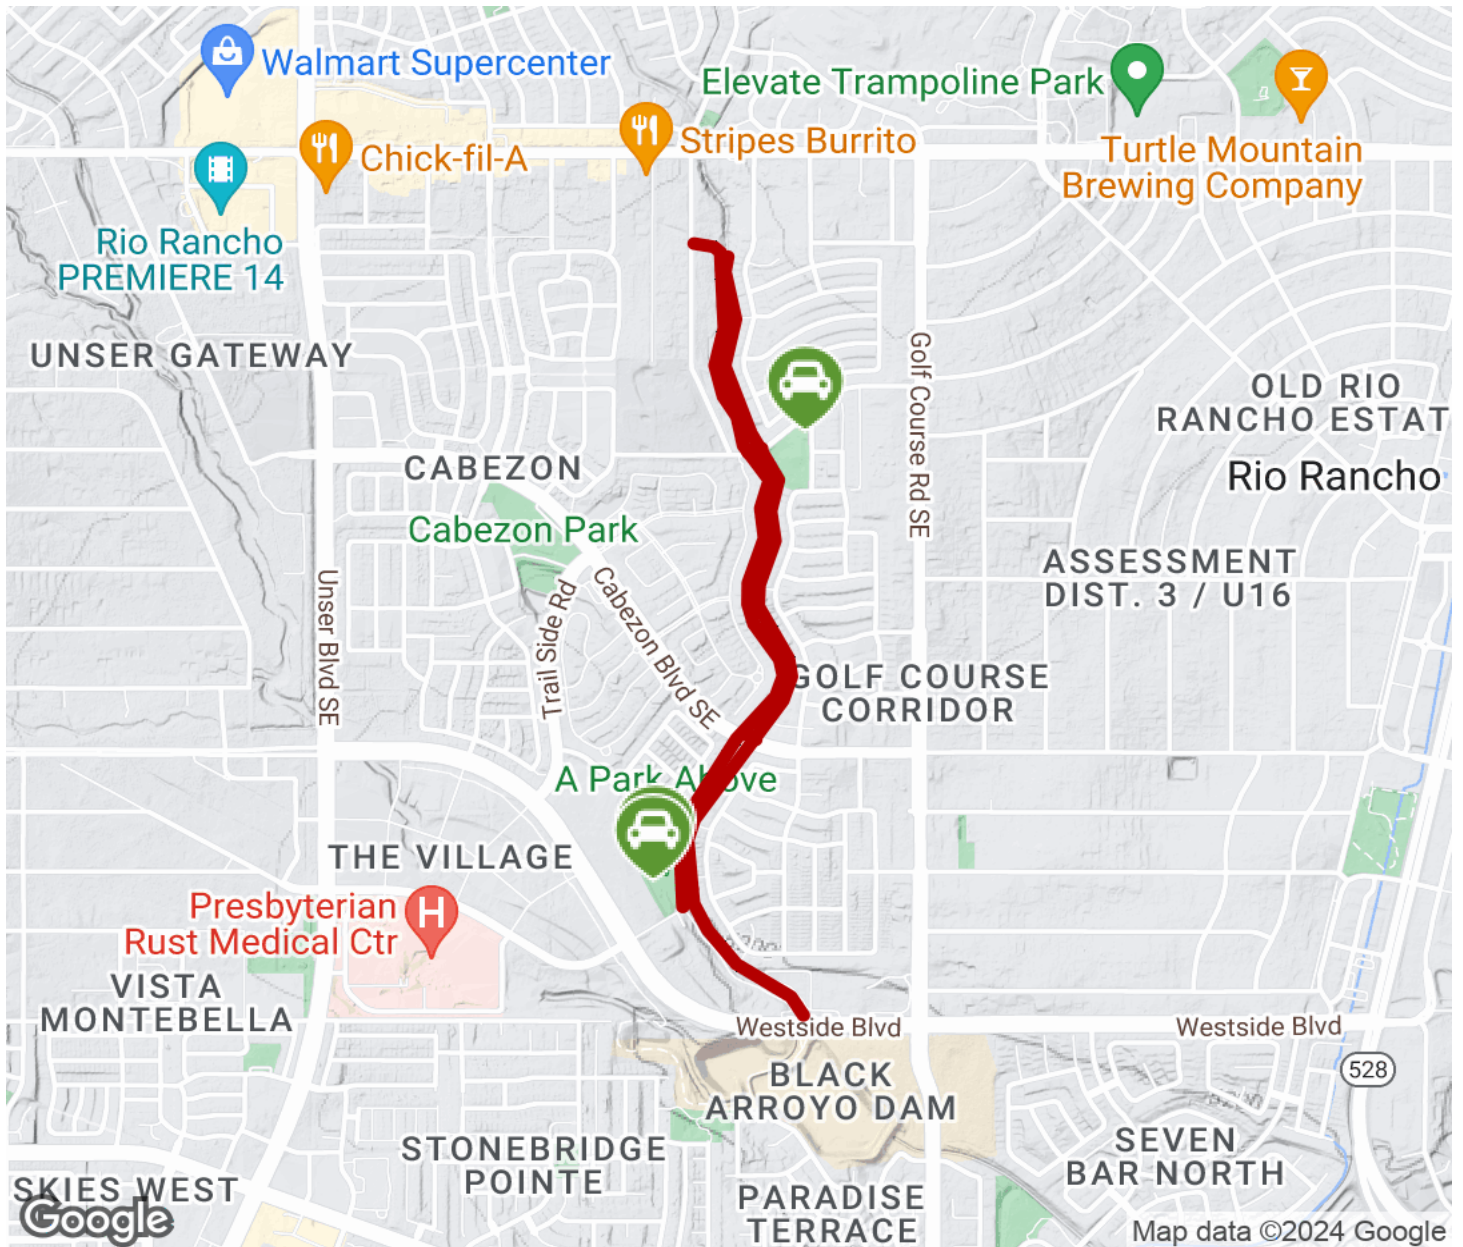 Walmart Supercenter
Elevate Trampoline Park
Stripes Burrito
Chick-fil-A
Turtle Mountain
Brewing Company
Rio Rancho
PREMIERE 14
UNSER GATEWAY
Golf Course Rd SE
OLD RIO
RANCHO ESTAT
CABEZON
Rio Rancho
Cabezon Park
ASSESSMENT
DIST. 3 / U16
Unser Blvd SE
Trail Side Rd
Cabezon Blvd SE
GOLF COURSE
CORRIDOR
A Park Above
THE VILLAGE
Presbyterian
Rust Medical Ctr
H
VISTA
MONTEBELLA
Westside Blvd
Westside Blvd
528
BLACK
ARROYO DAM
STONEBRIDGE
POINTE
SEVEN
BAR NORTH
SKIES WEST
PARADISE
TERRACE
Google
Map data ©2024 Google